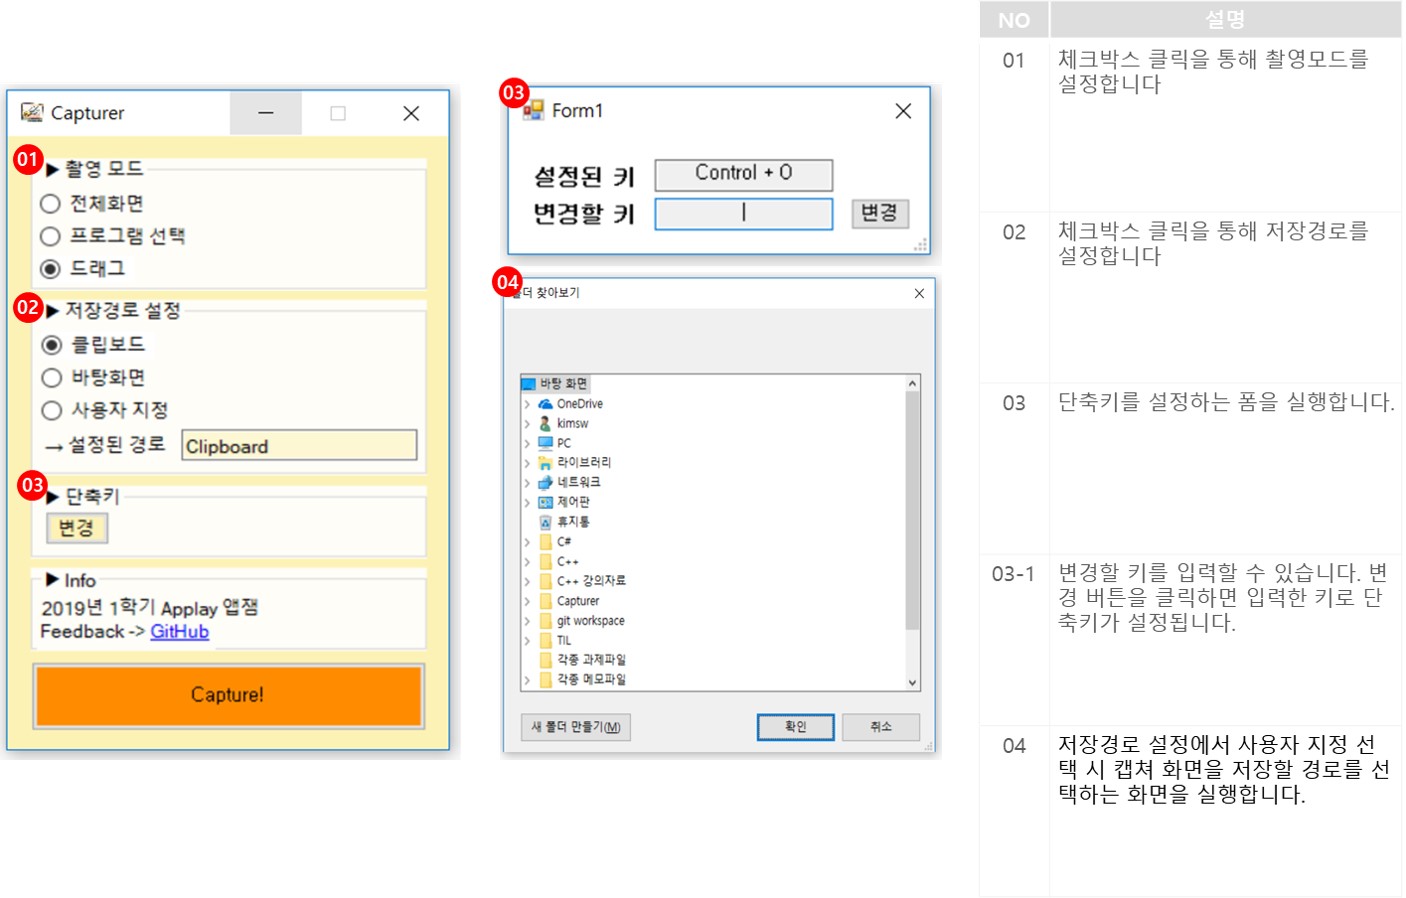 Capturer
01
▶ 촬영 모드
전체화면
프로그램 선택
드래그
02
▶ 저장경로 설정
클립보드
바탕화면
사용자 지정
→ 설정된 경로
Clipboard
03
▶ 단축키
변경
▶ Info
2019년 1학기 Applay 앱잼
Feedback -> GitHub
Capture!
03
Form1
설정된 키
Control + O
변경할 키
변경
04
더 찾아보기
바탕 화면
OneDrive
kimsw
PC
라이브러리
네트워크
제어판
휴지통
C#
C++
C++ 강의자료
Capturer
git workspace
TIL
각종 과제파일
각종 메모파일
새 폴더 만들기(M)
확인
취소
NO
설명
01
체크박스 클릭을 통해 촬영모드를
설정합니다
02
체크박스 클릭을 통해 저장경로를
설정합니다
03
단축키를 설정하는 폼을 실행합니다.
03-1
변경할 키를 입력할 수 있습니다. 변
경 버튼을 클릭하면 입력한 키로 단
축키가 설정됩니다.
04
저장경로 설정에서 사용자 지정 선
택 시 캡쳐 화면을 저장할 경로를 선
택하는 화면을 실행합니다.